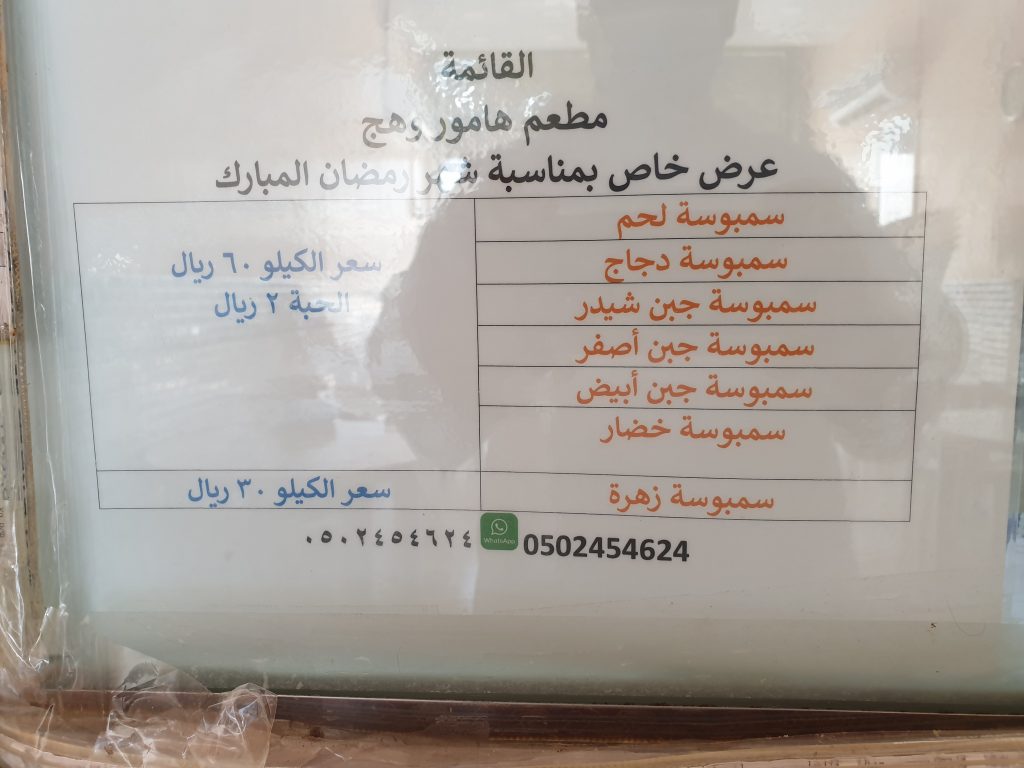 القائمة
مطعم هامور وهج
عرض خاص بمناسبة شهر رمضان المبارك
سمبوسة لحم
سمبوسة دجاج
سمبوسة جبن شيدر
سمبوسة جبن أصفر
سمبوسة جبن أبيض
سمبوسة خضار
سعر الكيلو ٦٠ ريال
الحبة ٢ ريال
سمبوسة زهرة
سعر الكيلو ٣٠ ريال
0502454624
WhatsApp
٠٥٠٢٤٥٤٦٢٤